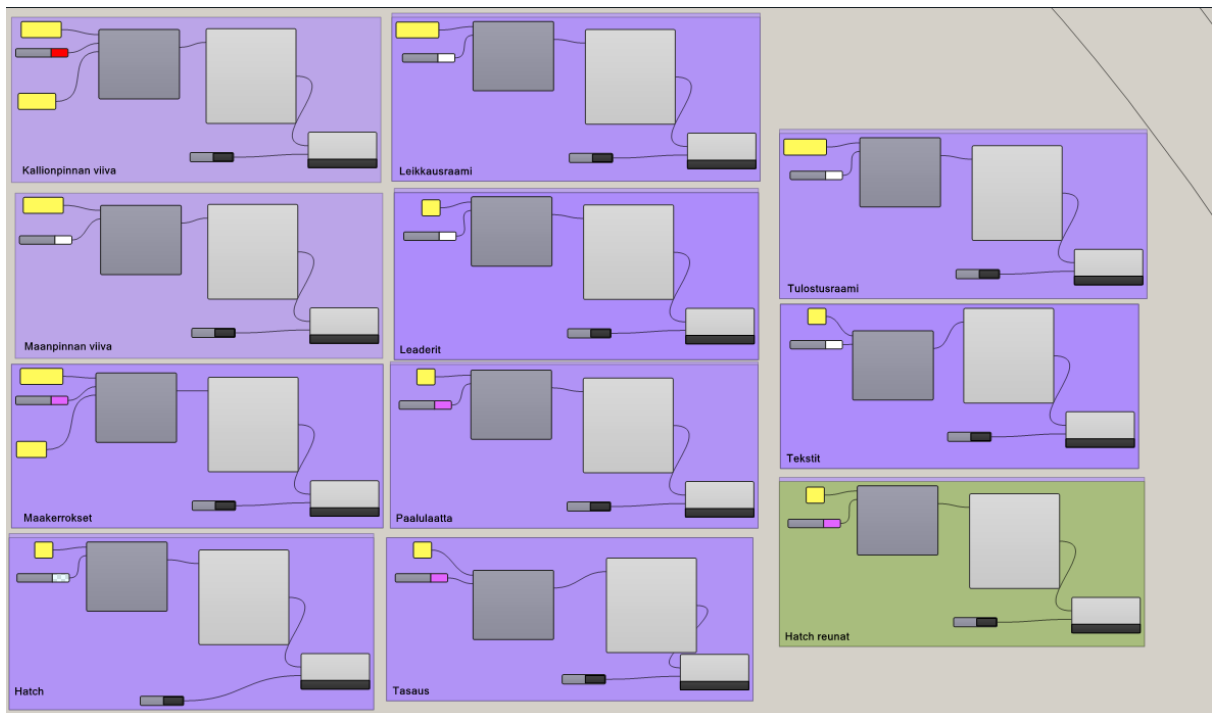 Kallionpinnan viiva
Maanpinnan viiva
Maakerrokset
Hatch
Leikkausraami
Leaderit
Paalulaatta
Tasaus
Tulostusraami
Tekstit
Hatch reunat